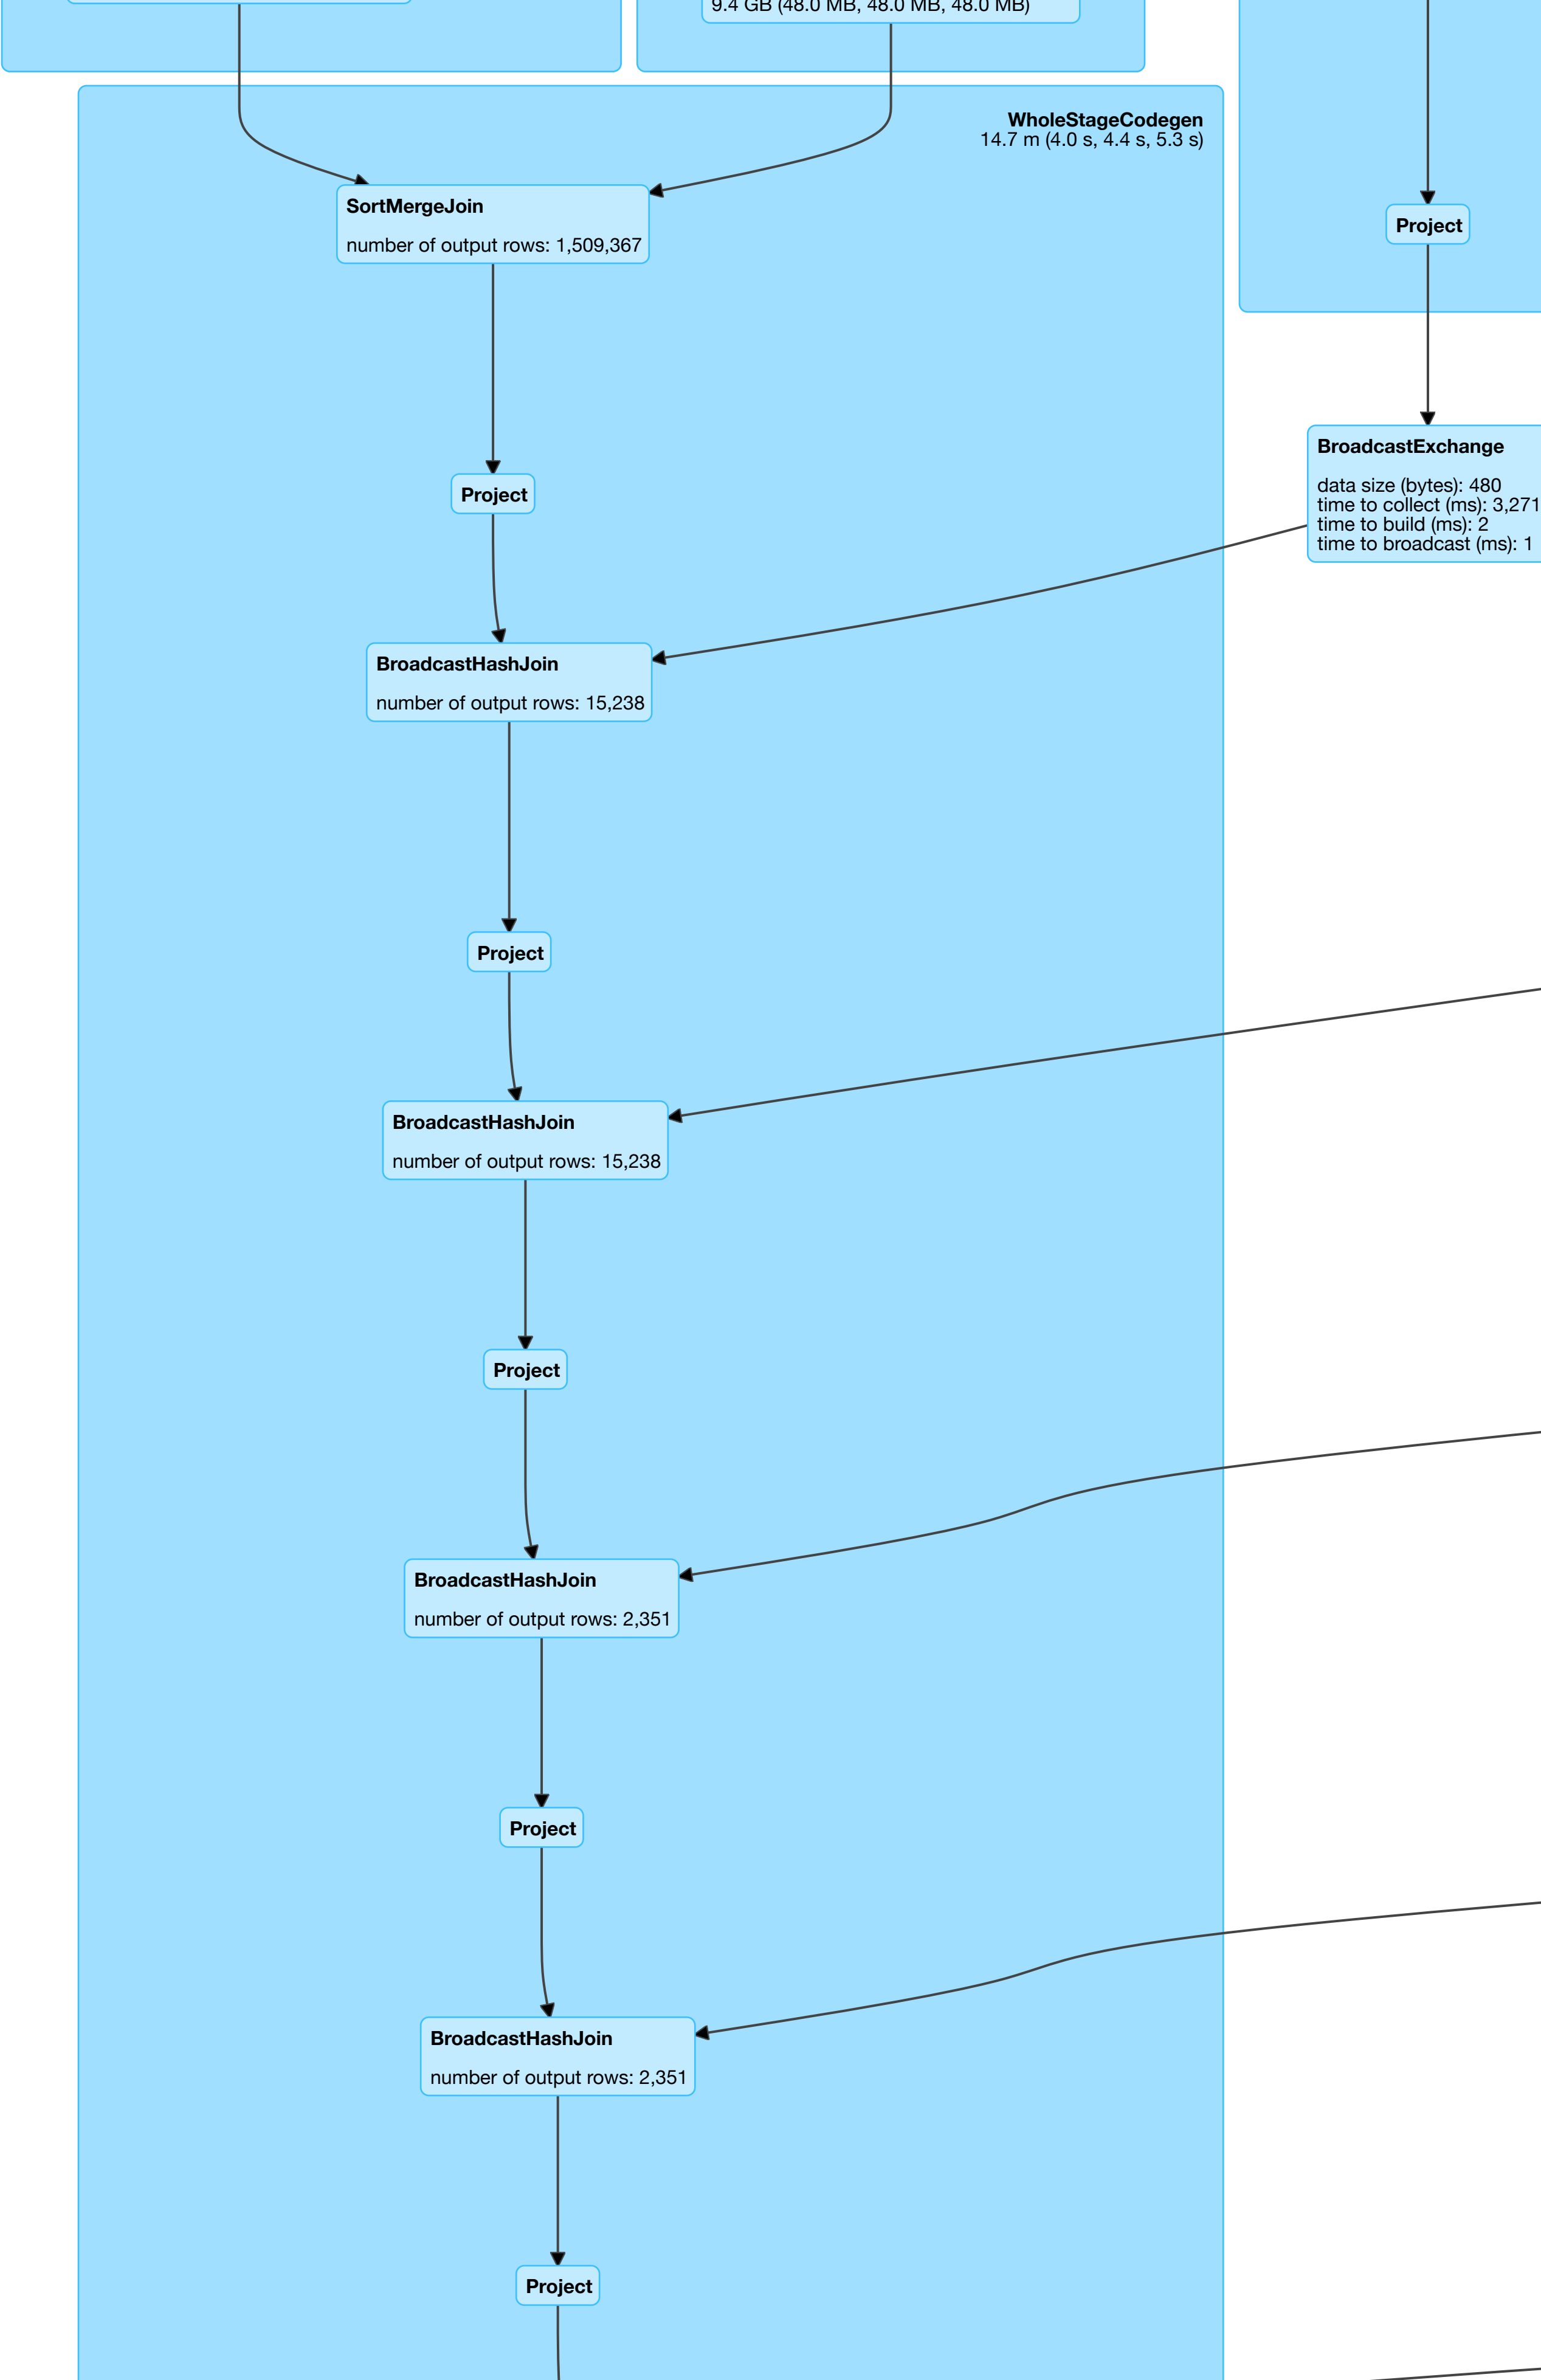 9.4 GB (48.0 MB, 48.0 MB, 48.0 MB)
WholeStageCodegen
14.7 m (4.0 s, 4.4 s, 5.3 s)
SortMergeJoin
number of output rows: 1,509,367
Project
Project
BroadcastExchange
data size (bytes): 480
time to collect (ms): 3,271
time to build (ms): 2
time to broadcast (ms): 1
BroadcastHashJoin
number of output rows: 15,238
Project
BroadcastHashJoin
number of output rows: 15,238
Project
BroadcastHashJoin
number of output rows: 2,351
Project
BroadcastHashJoin
number of output rows: 2,351
Project